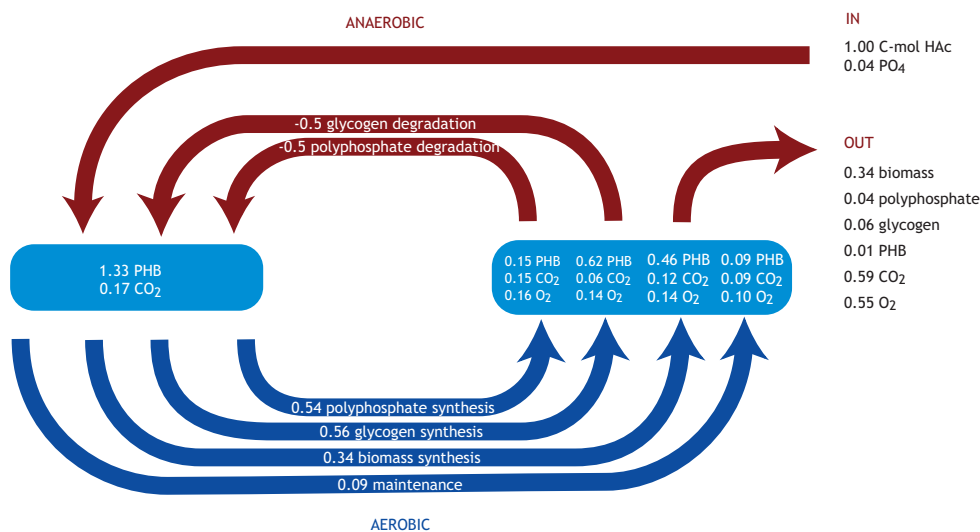 ANAEROBIC
IN
1.00 C-mol HAc
0.04 PO4
-0.5 glycogen degradation
-0.5 polyphosphate degradation
OUT
0.34 biomass
0.04 polyphosphate
0.06 glycogen
0.01 PHB
0.59 CO2
0.55 O2
1.33 PHB
0.17 CO2
0.15 PHB 0.62 PHB 0.46 PHB 0.09 PHB
0.15 CO2 0.06 CO2 0.12 CO2 0.09 CO2
0.16 O2 0.14 O2 0.14 O2 0.10 O2
0.54 polyphosphate synthesis
0.56 glycogen synthesis
0.34 biomass synthesis
0.09 maintenance
AEROBIC